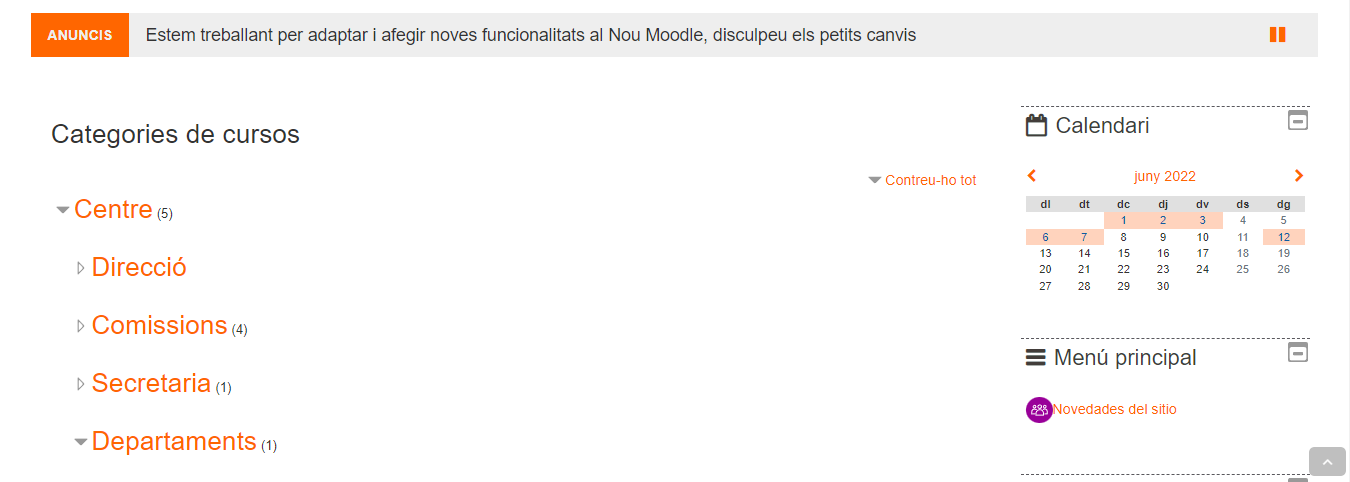 ANUNCIS Estem treballant per adaptar i afegir noves funcionalitats al Nou Moodle, disculpeu els petits canvis
Categories de cursos
Contreu-ho tot
Centre (5)
Direcció
Comissions (4)
Secretaria (1)
Departaments (1)
Calendari
juny 2022
dl dt dc dj dv ds dg
1 2 3 4 5
6 7 8 9 10 11 12
13 14 15 16 17 18 19
20 21 22 23 24 25 26
27 28 29 30
Menú principal
Novedades del sitio